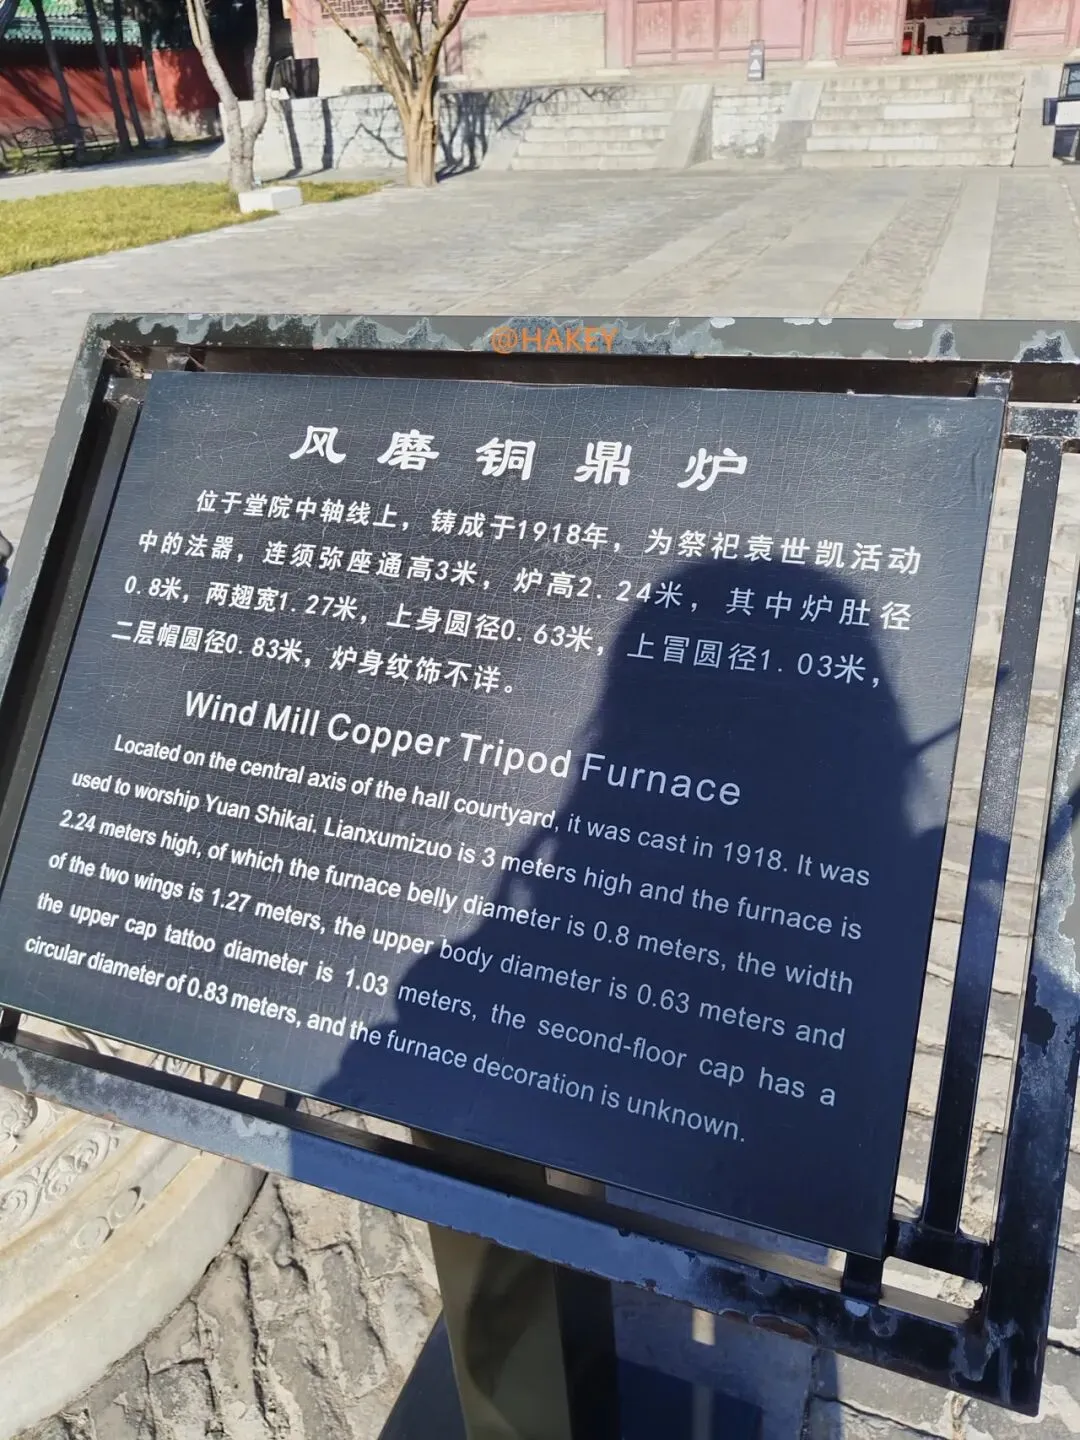 @HAKEY
风磨铜鼎炉
位于堂院中轴线上，铸成于1918年，为祭祀袁世凯活动
中的法器，连须弥座通高3米，炉高2.24米，其中炉肚径
0.8米，两翅宽1.27米，上身圆径0.63米，上冒圆径1.03米，
二层帽圆径0.83米，炉身纹饰不详。
Wind Mill Copper Tripod Furnace
Located on the central axis of the hall courtyard, it was cast in 1918. It was
used to worship Yuan Shikai. Lianxumizuo is 3 meters high and the furnace is
2.24 meters high, of which the furnace belly diameter is 0.8 meters, the width
of the two wings is 1.27 meters, the upper body diameter is 0.63 meters and
the upper cap tattoo diameter is 1.03 meters, the second-floor cap has a
circular diameter of 0.83 meters, and the furnace decoration is unknown.